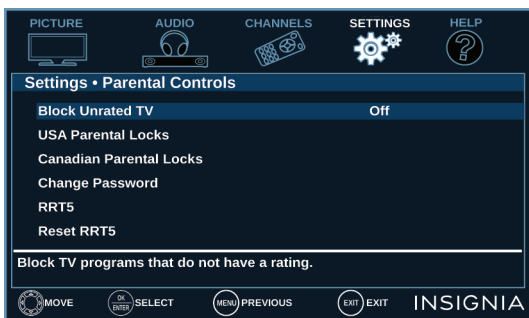 PICTURE AUDIO CHANNELS SETTINGS HELP
?
Settings • Parental Controls
Block Unrated TV Off
USA Parental Locks
Canadian Parental Locks
Change Password
RRT5
Reset RRT5
Block TV programs that do not have a rating.
MOVE OK ENTER SELECT MENU PREVIOUS EXIT EXIT INSIGNIA